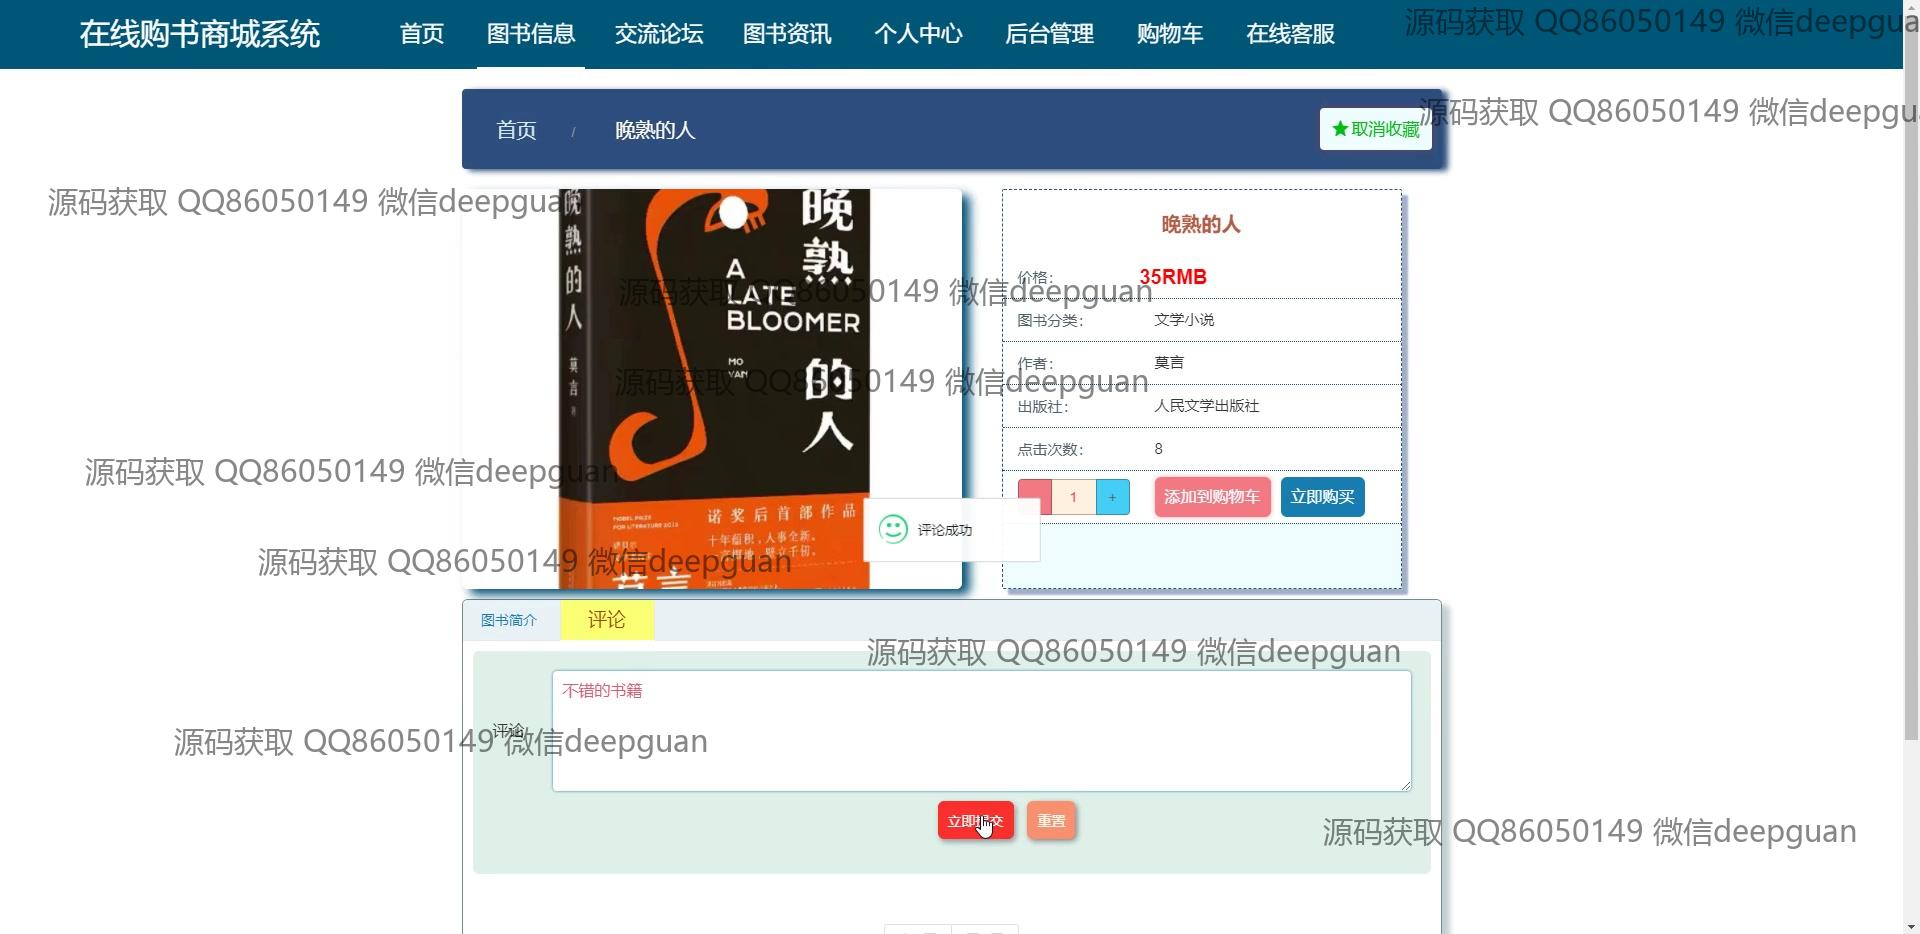 在线购书商城系统 首页 图书信息 交流论坛 图书资讯 个人中心 后台管理 购物车 在线客服
源码获取 QQ86050149 微信deepgua
首页 / 晚熟的人 取消收藏
源码获取 QQ86050149 微信deepgu
源码获取 QQ86050149 微信deepgua
晚熟的人
莫言
晚熟的人
A LATE BLOOMER
MO YAN
诺奖后首部作品
NOBEL PRIZE
FOR LITERATURE 2012
十年蕴积,人事全新。
莫言
晚熟的人
价格: 35RMB
源码获取 QQ86050149 微信deepguan
图书分类: 文学小说
作者: 莫言
源码获取 QQ86050149 微信deepguan
出版社: 人民文学出版社
点击次数: 8
源码获取 QQ86050149 微信deepguan
1 + 添加到购物车 立即购买
评论成功
源码获取 QQ86050149 微信deepguan
图书简介 评论
源码获取 QQ86050149 微信deepguan
不错的书籍
评论
源码获取 QQ86050149 微信deepguan
立即提交 重置
源码获取 QQ86050149 微信deepguan